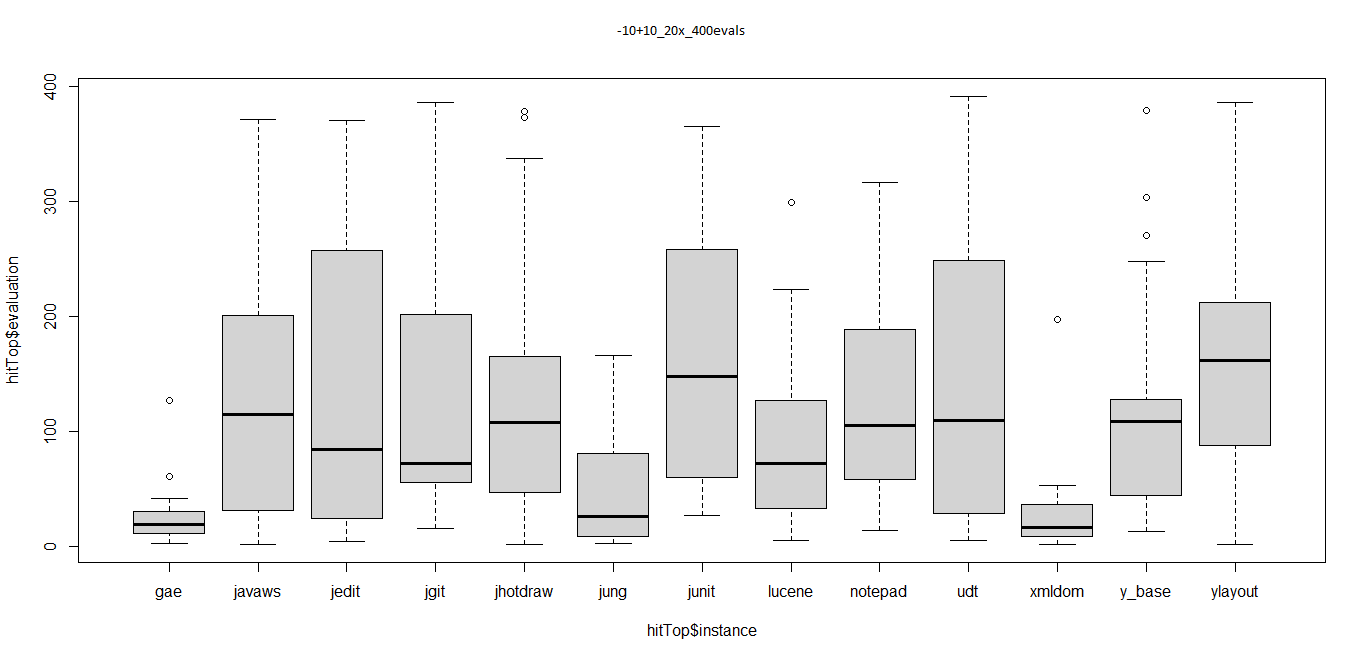 -10+10_20x_400evals
400
300
200
100
0
hitTop$evaluation
gae javaws jedit jgit jhotdraw jung junit lucene notepad udt xmldom y_base ylayout
hitTop$instance